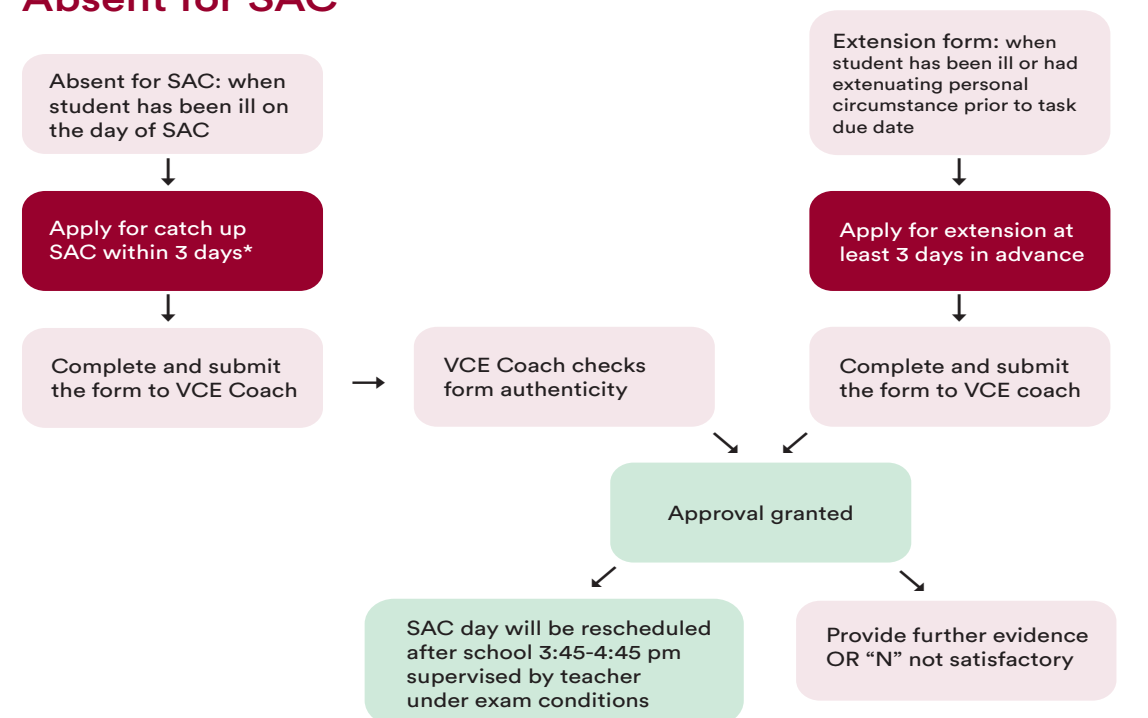 Absent for SAC
Absent for SAC: when
student has been ill on
the day of SAC
Apply for catch up
SAC within 3 days*
Complete and submit
the form to VCE Coach
VCE Coach checks
form authenticity
Extension form: when
student has been ill or had
extenuating personal
circumstance prior to task
due date
Apply for extension at
least 3 days in advance
Complete and submit
the form to VCE coach
Approval granted
SAC day will be rescheduled
after school 3:45-4:45 pm
supervised by teacher
under exam conditions
Provide further evidence
OR “N” not satisfactory